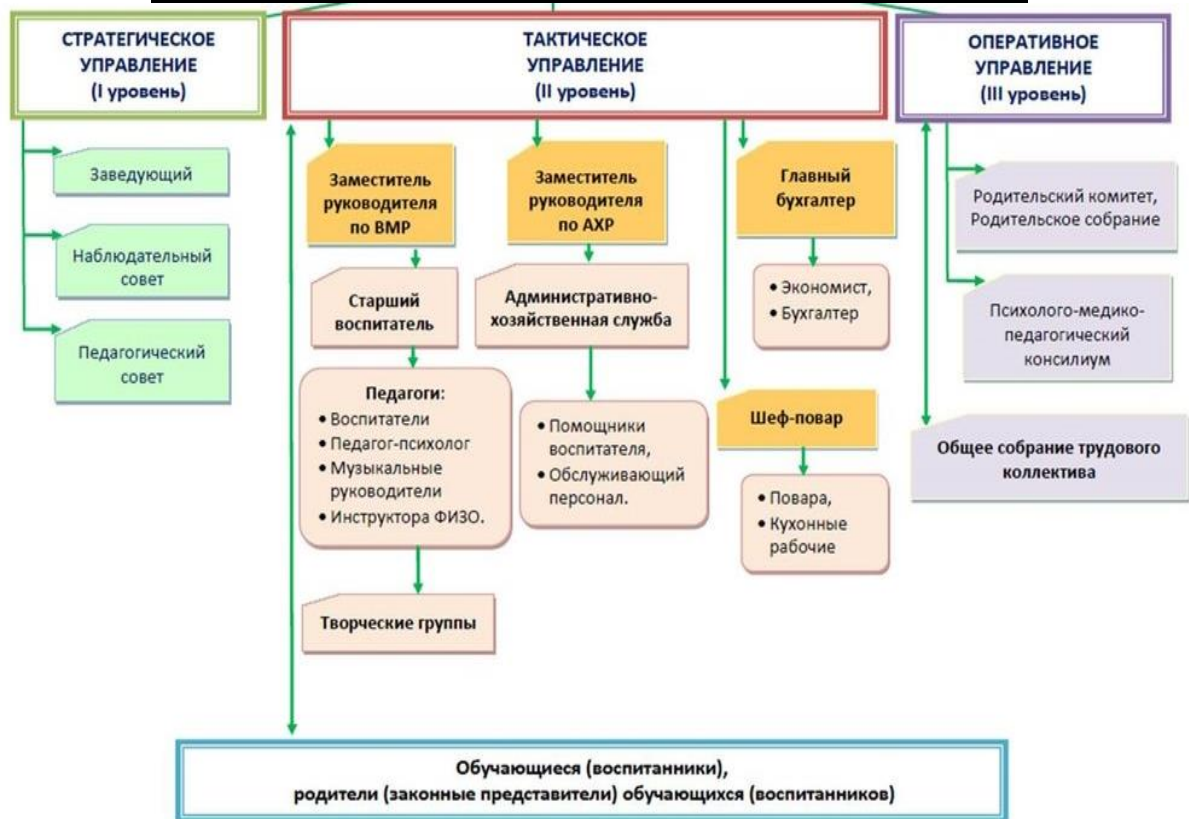 СТРАТЕГИЧЕСКОЕ
УПРАВЛЕНИЕ
(I уровень)
ТАКТИЧЕСКОЕ
УПРАВЛЕНИЕ
(II уровень)
ОПЕРАТИВНОЕ
УПРАВЛЕНИЕ
(III уровень)
Заведующий
Наблюдательный
совет
Педагогический
совет
Заместитель
руководителя
по ВМР
Старший
воспитатель
Педагоги:
• Воспитатели
• Педагог-психолог
• Музыкальные
руководители
• Инструктора ФИЗО.
Творческие группы
Заместитель
руководителя
по АХР
Административно-
хозяйственная служба
• Помощники
воспитателя,
• Обслуживающий
персонал.
Главный
бухгалтер
• Экономист,
• Бухгалтер
Шеф-повар
• Повара,
• Кухонные
рабочие
Родительский комитет,
Родительское собрание
Психолого-медико-
педагогический
консилиум
Общее собрание трудового
коллектива
Обучающиеся (воспитанники),
родители (законные представители) обучающихся (воспитанников)